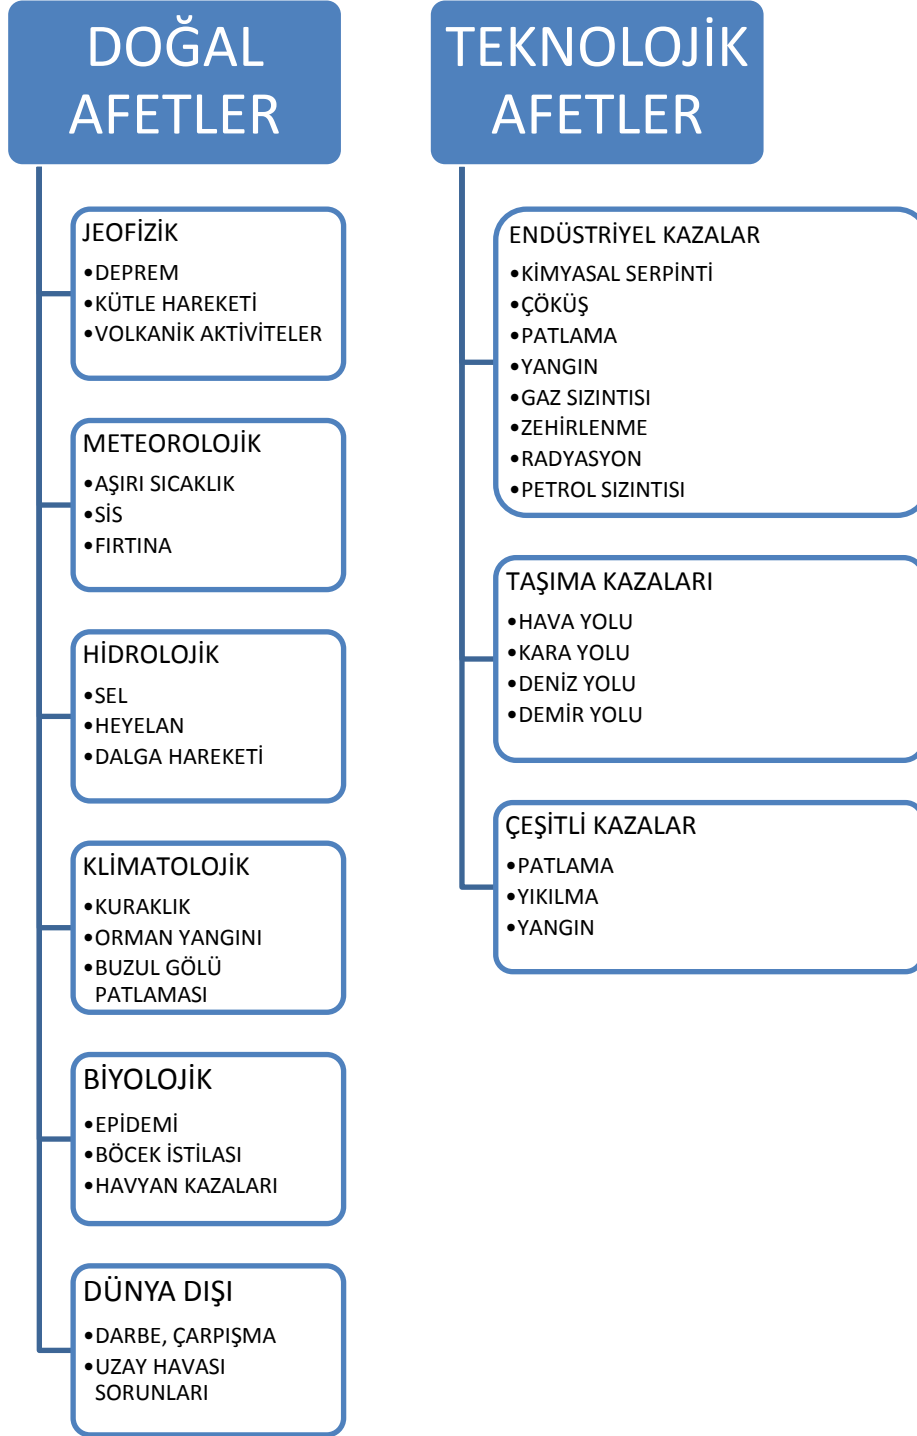 DOĞAL
AFETLER
JEOFİZİK
•DEPREM
•KÜTLE HAREKETİ
•VOLKANİK AKTİVİTELER
METEOROLOJİK
•AŞIRI SICAKLIK
•SİS
•FIRTINA
HİDROLOJİK
•SEL
•HEYELAN
•DALGA HAREKETİ
KLİMATOLOJİK
•KURAKLIK
•ORMAN YANGINI
•BUZUL GÖLÜ
PATLAMASI
BİYOLOJİK
•EPİDEMİ
•BÖCEK İSTİLASI
•HAVYAN KAZALARI
DÜNYA DIŞI
•DARBE, ÇARPIŞMA
•UZAY HAVASI
SORUNLARI
TEKNOLOJİK
AFETLER
ENDÜSTRİYEL KAZALAR
•KİMYASAL SERPİNTİ
•ÇÖKÜŞ
•PATLAMA
•YANGIN
•GAZ SIZINTISI
•ZEHİRLENME
•RADYASYON
•PETROL SIZINTISI
TAŞIMA KAZALARI
•HAVA YOLU
•KARA YOLU
•DENİZ YOLU
•DEMİR YOLU
ÇEŞİTLİ KAZALAR
•PATLAMA
•YIKILMA
•YANGIN